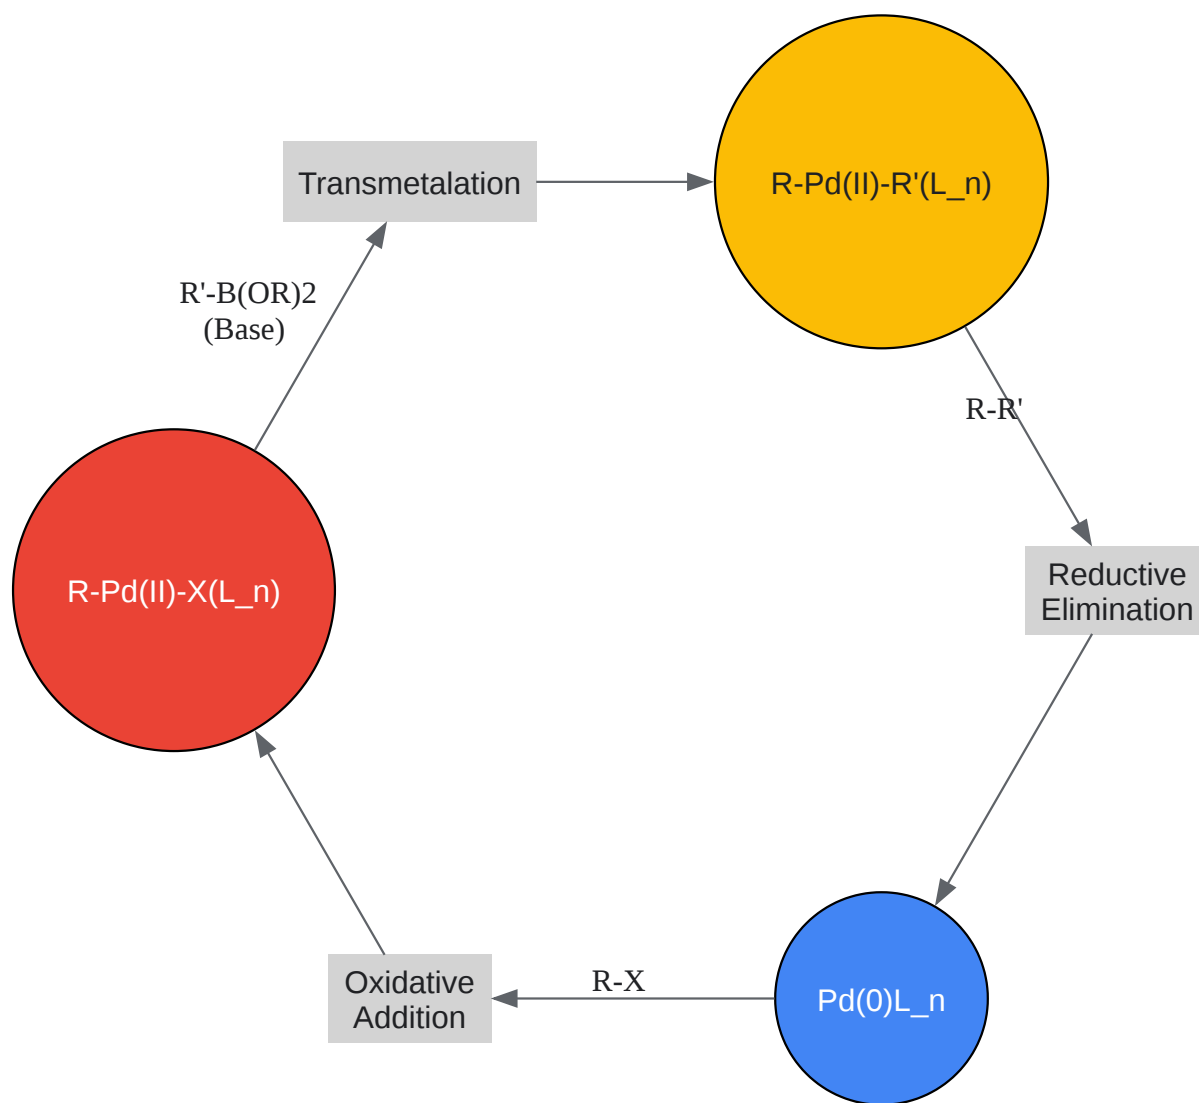 Transmetalation
R-Pd(II)-R'(L_n)
R'-B(OR)2
(Base)
R-R'
R-Pd(II)-X(L_n)
Reductive
Elimination
Oxidative
Addition
R-X
Pd(0)L_n